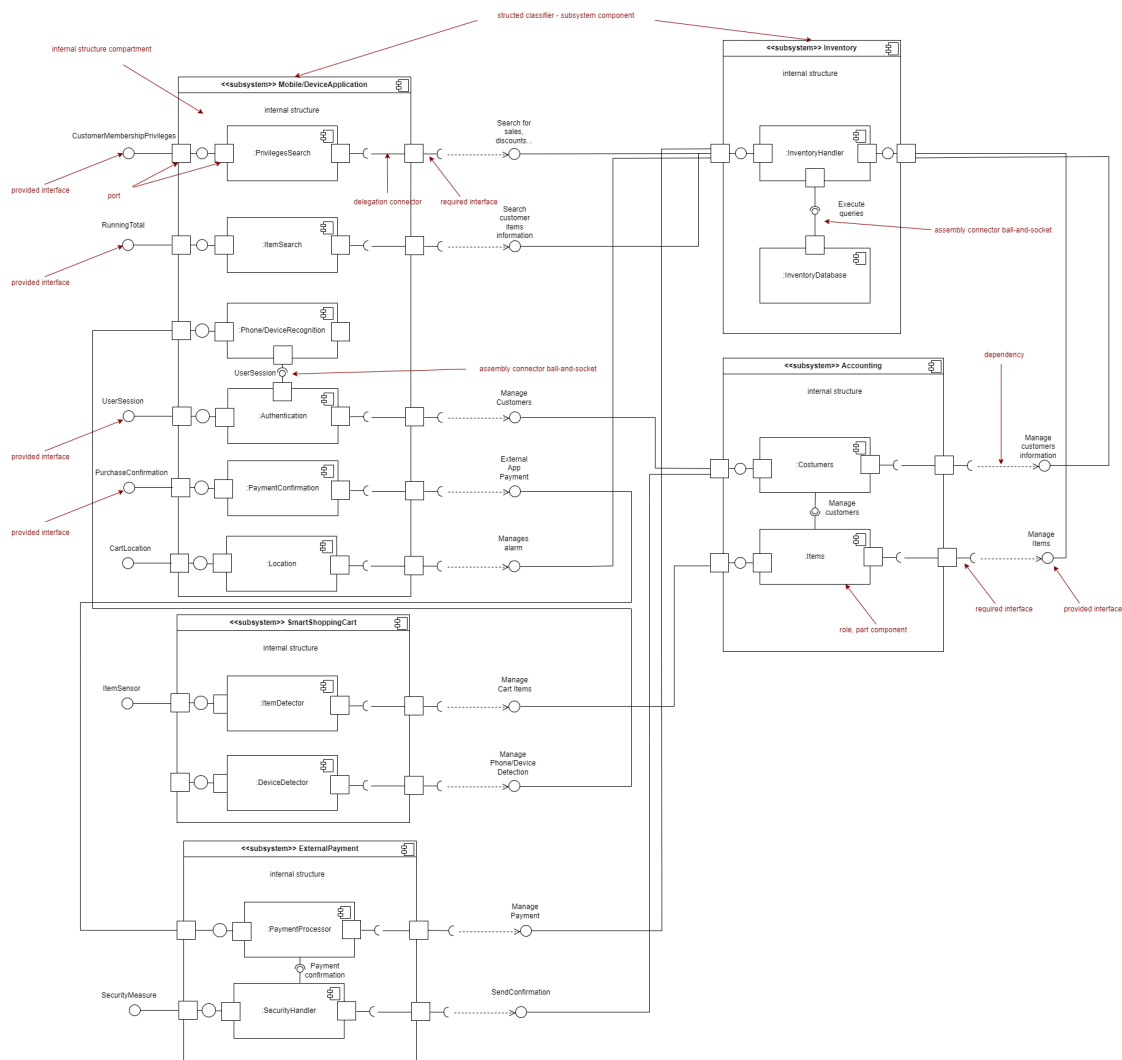 structed classifier - subsystem component
internal structure compartment
<<subsystem>> Inventory
internal structure
<<subsystem>> Mobile/DeviceApplication
internal structure
CustomerMembershipPrivileges
:PrivilegesSearch
Search for
sales,
discounts...
:InventoryHandler
provided interface
port
delegation connector
required interface
Execute
queries
RunningTotal
:ItemSearch
Search
customer
items
information
assembly connector ball-and-socket
provided interface
:InventoryDatabase
:Phone/DeviceRecognition
UserSession
assembly connector ball-and-socket
dependency
<<subsystem>> Accounting
internal structure
UserSession
:Authentication
Manage
Customers
provided interface
:Costumers
Manage
customers
information
PurchaseConfirmation
:PaymentConfirmation
External
App
Payment
Manage
customers
provided interface
CartLocation
:Location
Manages
alarm
:Items
Manage
Items
required interface
provided interface
role, part component
<<subsystem>> SmartShoppingCart
internal structure
ItemSensor
:ItemDetector
Manage
Cart Items
:DeviceDetector
Manage
Phone/Device
Detection
<<subsystem>> ExternalPayment
internal structure
:PaymentProcessor
Manage
Payment
Payment
confirmation
SecurityMeasure
:SecurityHandler
SendConfirmation